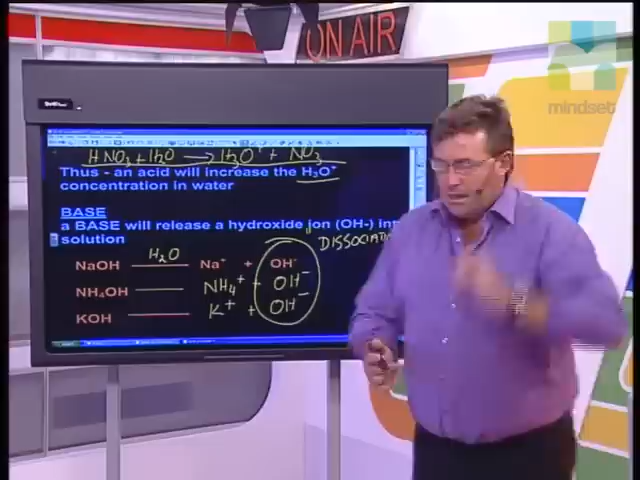 ON AIR
mindset
HNO3 + H2O → H3O+ + NO3-
Thus - an acid will increase the H3O+
concentration in water
BASE
a BASE will release a hydroxide ion (OH-) in
solution
DISSOCIAT
NaOH H2O Na+ + OH-
NH4OH NH4+ + OH-
KOH K+ + OH-